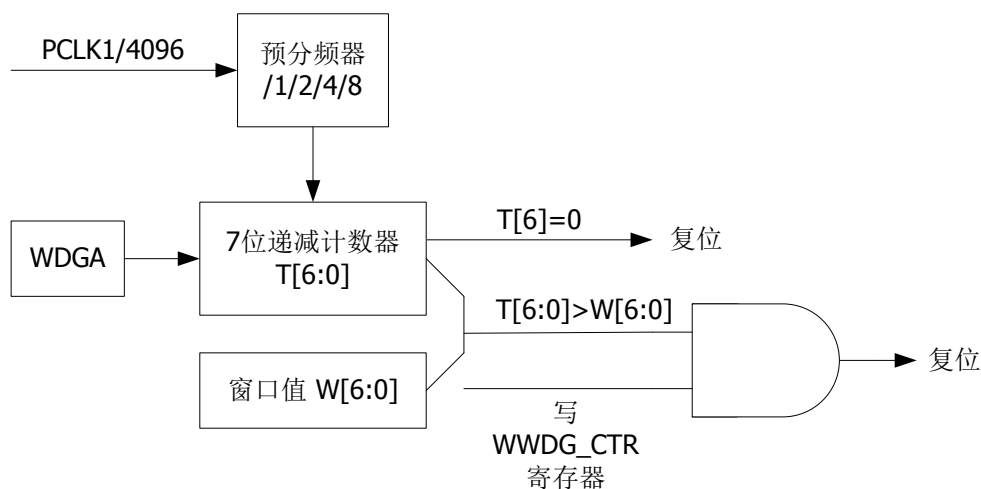 PCLK1/4096
预分频器
/1/2/4/8
WDGA
7位递减计数器
T[6:0]
T[6]=0
复位
T[6:0]>W[6:0]
复位
窗口值 W[6:0]
写
WWDG_CTR
寄存器